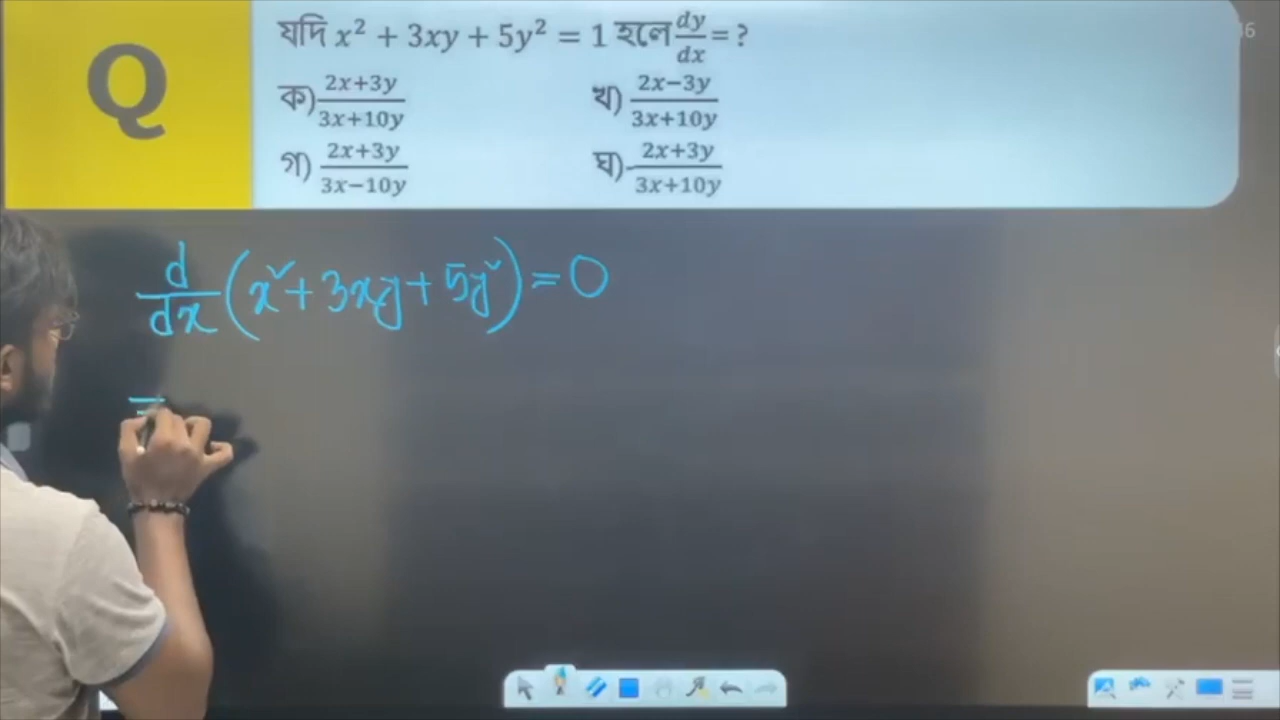 Q
যদি x² + 3xy + 5y² = 1 হলে dy/dx = ?
ক) 2x+3y/3x+10y খ) 2x−3y/3x+10y
গ) 2x+3y/3x−10y ঘ) -2x+3y/3x+10y
d/dx (x² + 3xy + 5y²) = 0